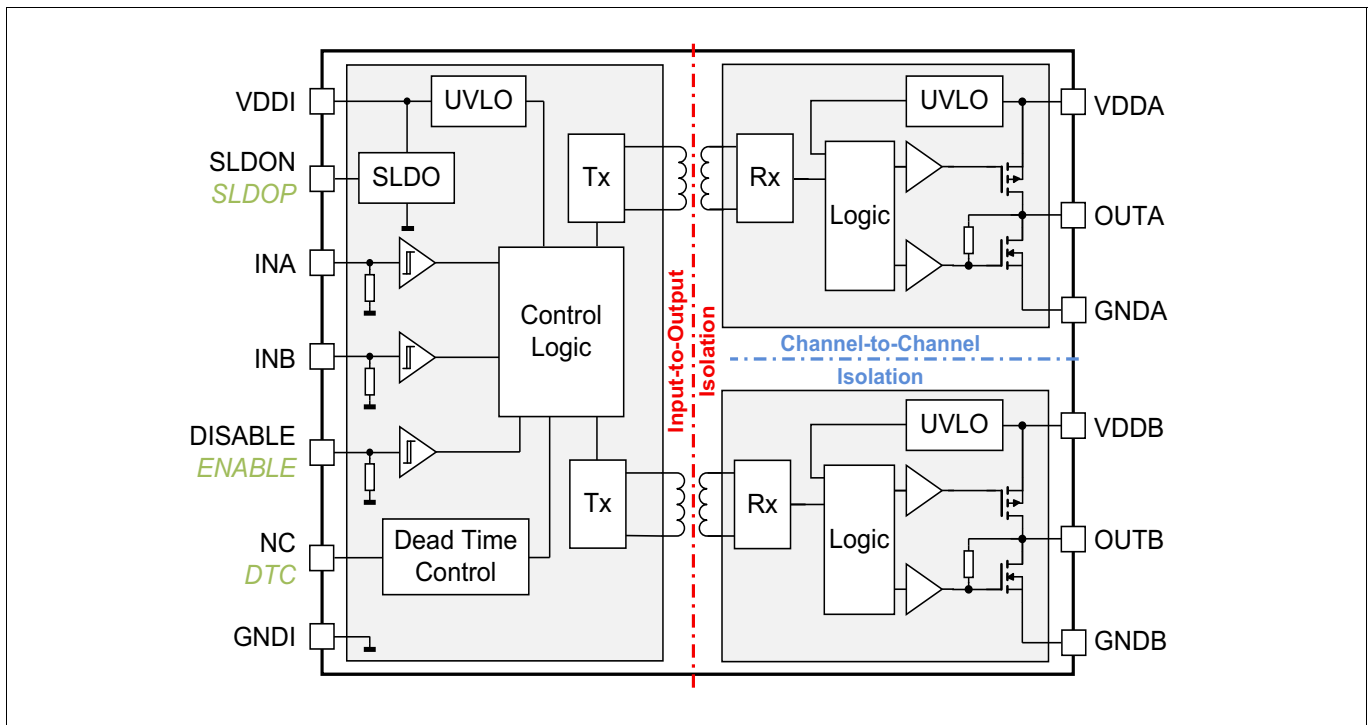 VDDI
UVLO
SLDON
SLDOP
SLDO
INA
INB
DISABLE
ENABLE
NC
DTC
GNDI
Tx
Control
Logic
Tx
Dead Time
Control
Input-to-Output
Isolation
UVLO
Rx
Logic
VDDA
OUTA
GNDA
Channel-to-Channel
Isolation
UVLO
Rx
Logic
VDDB
OUTB
GNDB